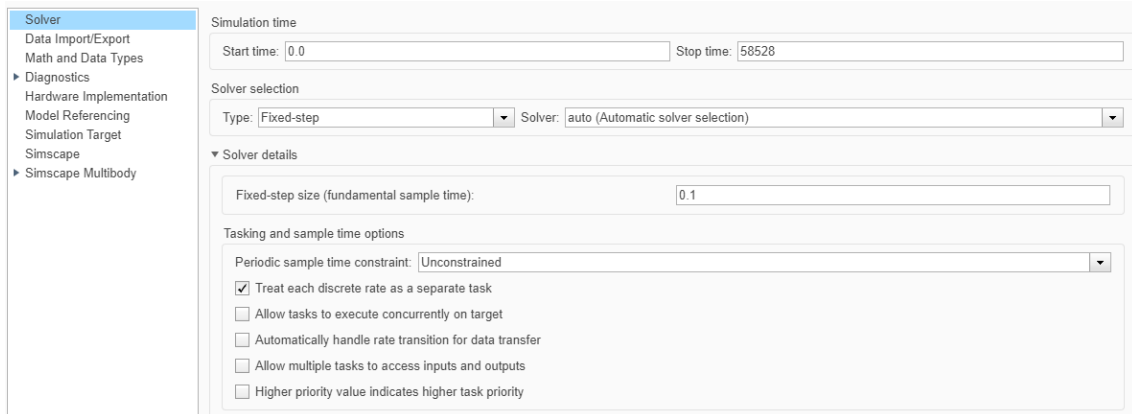 Solver
Data Import/Export
Math and Data Types
Diagnostics
Hardware Implementation
Model Referencing
Simulation Target
Simscape
Simscape Multibody
Simulation time
Start time: 0.0 Stop time: 58528
Solver selection
Type: Fixed-step Solver: auto (Automatic solver selection)
Solver details
Fixed-step size (fundamental sample time): 0.1
Tasking and sample time options
Periodic sample time constraint: Unconstrained
Treat each discrete rate as a separate task
Allow tasks to execute concurrently on target
Automatically handle rate transition for data transfer
Allow multiple tasks to access inputs and outputs
Higher priority value indicates higher task priority